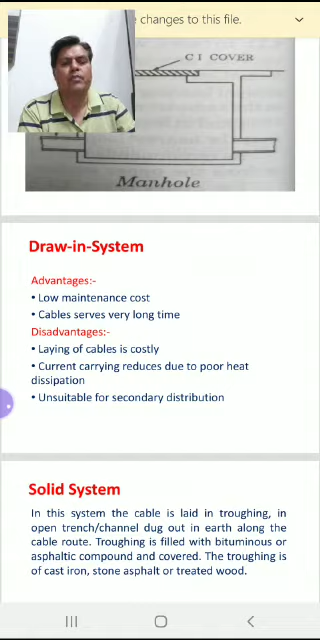 changes to this file.
C I COVER
Manhole
Draw-in-System
Advantages:-
• Low maintenance cost
• Cables serves very long time
Disadvantages:-
• Laying of cables is costly
• Current carrying reduces due to poor heat
dissipation
• Unsuitable for secondary distribution
Solid System
In this system the cable is laid in troughing, in
open trench/channel dug out in earth along the
cable route. Troughing is filled with bituminous or
asphaltic compound and covered. The troughing is
of cast iron, stone asphalt or treated wood.